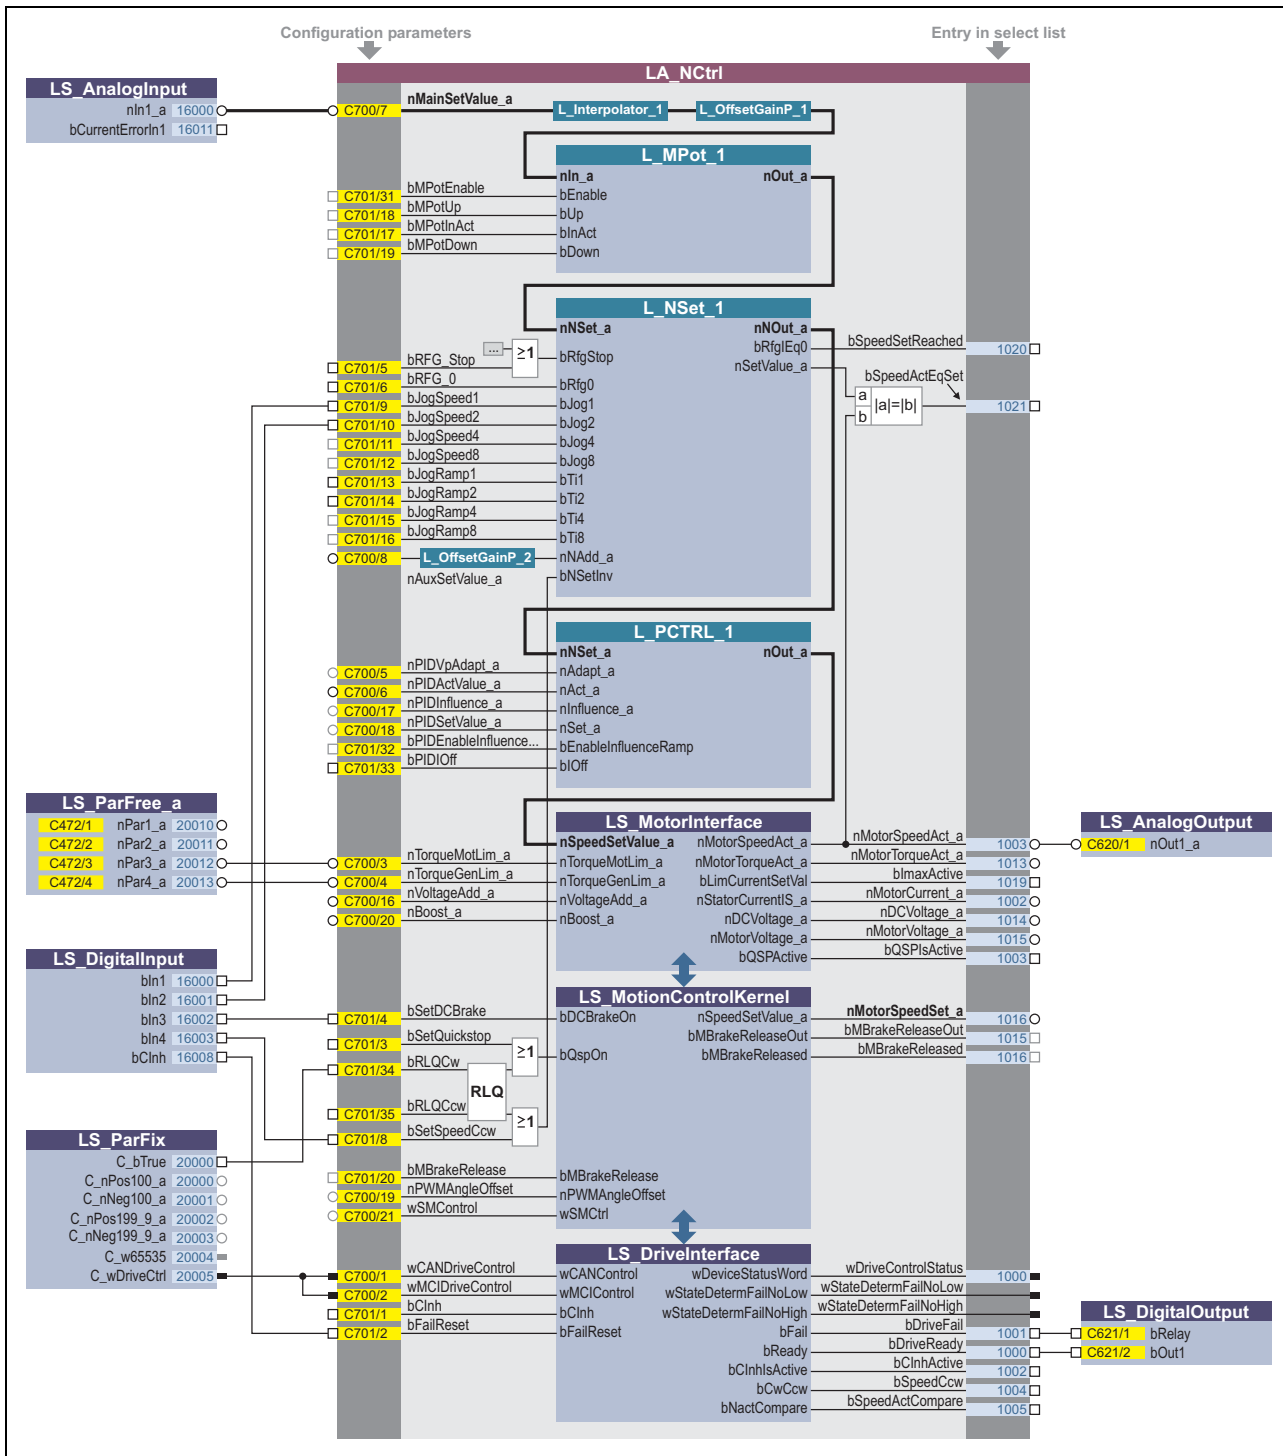 Configuration parameters
Entry in select list
LA_NCtrl
LS_AnalogInput
nIn1_a 16000
bCurrentErrorIn1 16011
C700/7
nMainSetValue_a
L_Interpolator_1
L_OffsetGainP_1
L_MPot_1
nIn_a
nOut_a
C701/31 bMPotEnable bEnable
C701/18 bMPotUp bUp
C701/17 bMPotInAct bInAct
C701/19 bMPotDown bDown
L_NSet_1
nNSet_a
nNOut_a
bRfgIEq0 bSpeedSetReached 1020
... ≥1 bRfgStop
nSetValue_a
C701/5 bRFG_Stop
bSpeedActEqSet
C701/6 bRFG_0 bRfg0
a
b
|a|=|b|
1021
C701/9 bJogSpeed1 bJog1
C701/10 bJogSpeed2 bJog2
C701/11 bJogSpeed4 bJog4
C701/12 bJogSpeed8 bJog8
C701/13 bJogRamp1 bTi1
C701/14 bJogRamp2 bTi2
C701/15 bJogRamp4 bTi4
C701/16 bJogRamp8 bTi8
C700/8 L_OffsetGainP_2 nNAdd_a
nAuxSetValue_a
bNSetInv
L_PCTRL_1
nNSet_a
nOut_a
C700/5 nPIDVpAdapt_a nAdapt_a
C700/6 nPIDActValue_a nAct_a
C700/17 nPIDInfluence_a nInfluence_a
C700/18 nPIDSetValue_a nSet_a
C701/32 bPIDEnableInfluence... bEnableInfluenceRamp
C701/33 bPIDIOff bIOff
LS_ParFree_a
C472/1 nPar1_a 20010
C472/2 nPar2_a 20011
C472/3 nPar3_a 20012
C472/4 nPar4_a 20013
LS_MotorInterface
nSpeedSetValue_a
C700/3 nTorqueMotLim_a nTorqueMotLim_a
C700/4 nTorqueGenLim_a nTorqueGenLim_a
C700/16 nVoltageAdd_a nVoltageAdd_a
C700/20 nBoost_a nBoost_a
nMotorSpeedAct_a nMotorSpeedAct_a 1003
nMotorTorqueAct_a nMotorTorqueAct_a 1013
bLimCurrentSetVal bImaxActive 1019
nStatorCurrentIS_a nMotorCurrent_a 1002
nDCVoltage_a nDCVoltage_a 1014
nMotorVoltage_a nMotorVoltage_a 1015
bQSPActive bQSPIsActive 1003
LS_AnalogOutput
C620/1 nOut1_a
LS_DigitalInput
bIn1 16000
bIn2 16001
bIn3 16002
bIn4 16003
bCInh 16008
LS_MotionControlKernel
C701/4 bSetDCBrake bDCBrakeOn
C701/3 bSetQuickstop
≥1 bQspOn
C701/34 bRLQCw
RLQ
C701/35 bRLQCcw
≥1
C701/8 bSetSpeedCcw
C701/20 bMBrakeRelease bMBrakeRelease
C700/19 nPWMAngleOffset nPWMAngleOffset
C700/21 wSMControl wSMCtrl
nSpeedSetValue_a nMotorSpeedSet_a 1016
bMBrakeReleaseOut bMBrakeReleaseOut 1015
bMBrakeReleased bMBrakeReleased 1016
LS_ParFix
C_bTrue 20000
C_nPos100_a 20000
C_nNeg100_a 20001
C_nPos199_9_a 20002
C_nNeg199_9_a 20003
C_w65535 20004
C_wDriveCtrl 20005
LS_DriveInterface
C700/1 wCANDriveControl wCANControl
C700/2 wMCIDriveControl wMCIControl
C701/1 bCInh bCInh
C701/2 bFailReset bFailReset
wDeviceStatusWord wDriveControlStatus 1000
wStateDetermFailNoLow wStateDetermFailNoLow
wStateDetermFailNoHigh wStateDetermFailNoHigh
bFail bDriveFail 1001
bReady bDriveReady 1000
bCInhIsActive bCInhActive 1002
bCwCcw bSpeedCcw 1004
bNactCompare bSpeedActCompare 1005
LS_DigitalOutput
C621/1 bRelay
C621/2 bOut1